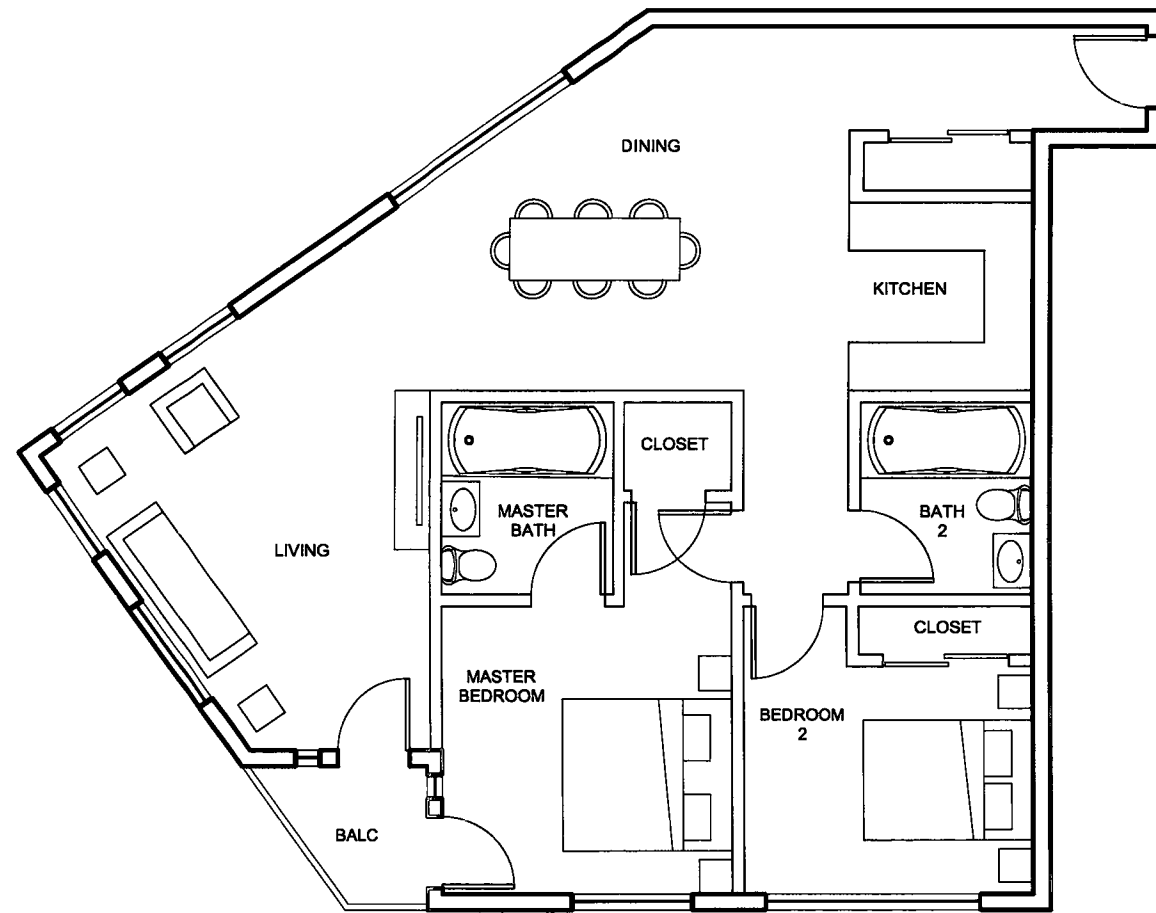 DINING
KITCHEN
CLOSET
MASTER
BATH
BATH
2
LIVING
CLOSET
MASTER
BEDROOM
BEDROOM
2
BALC